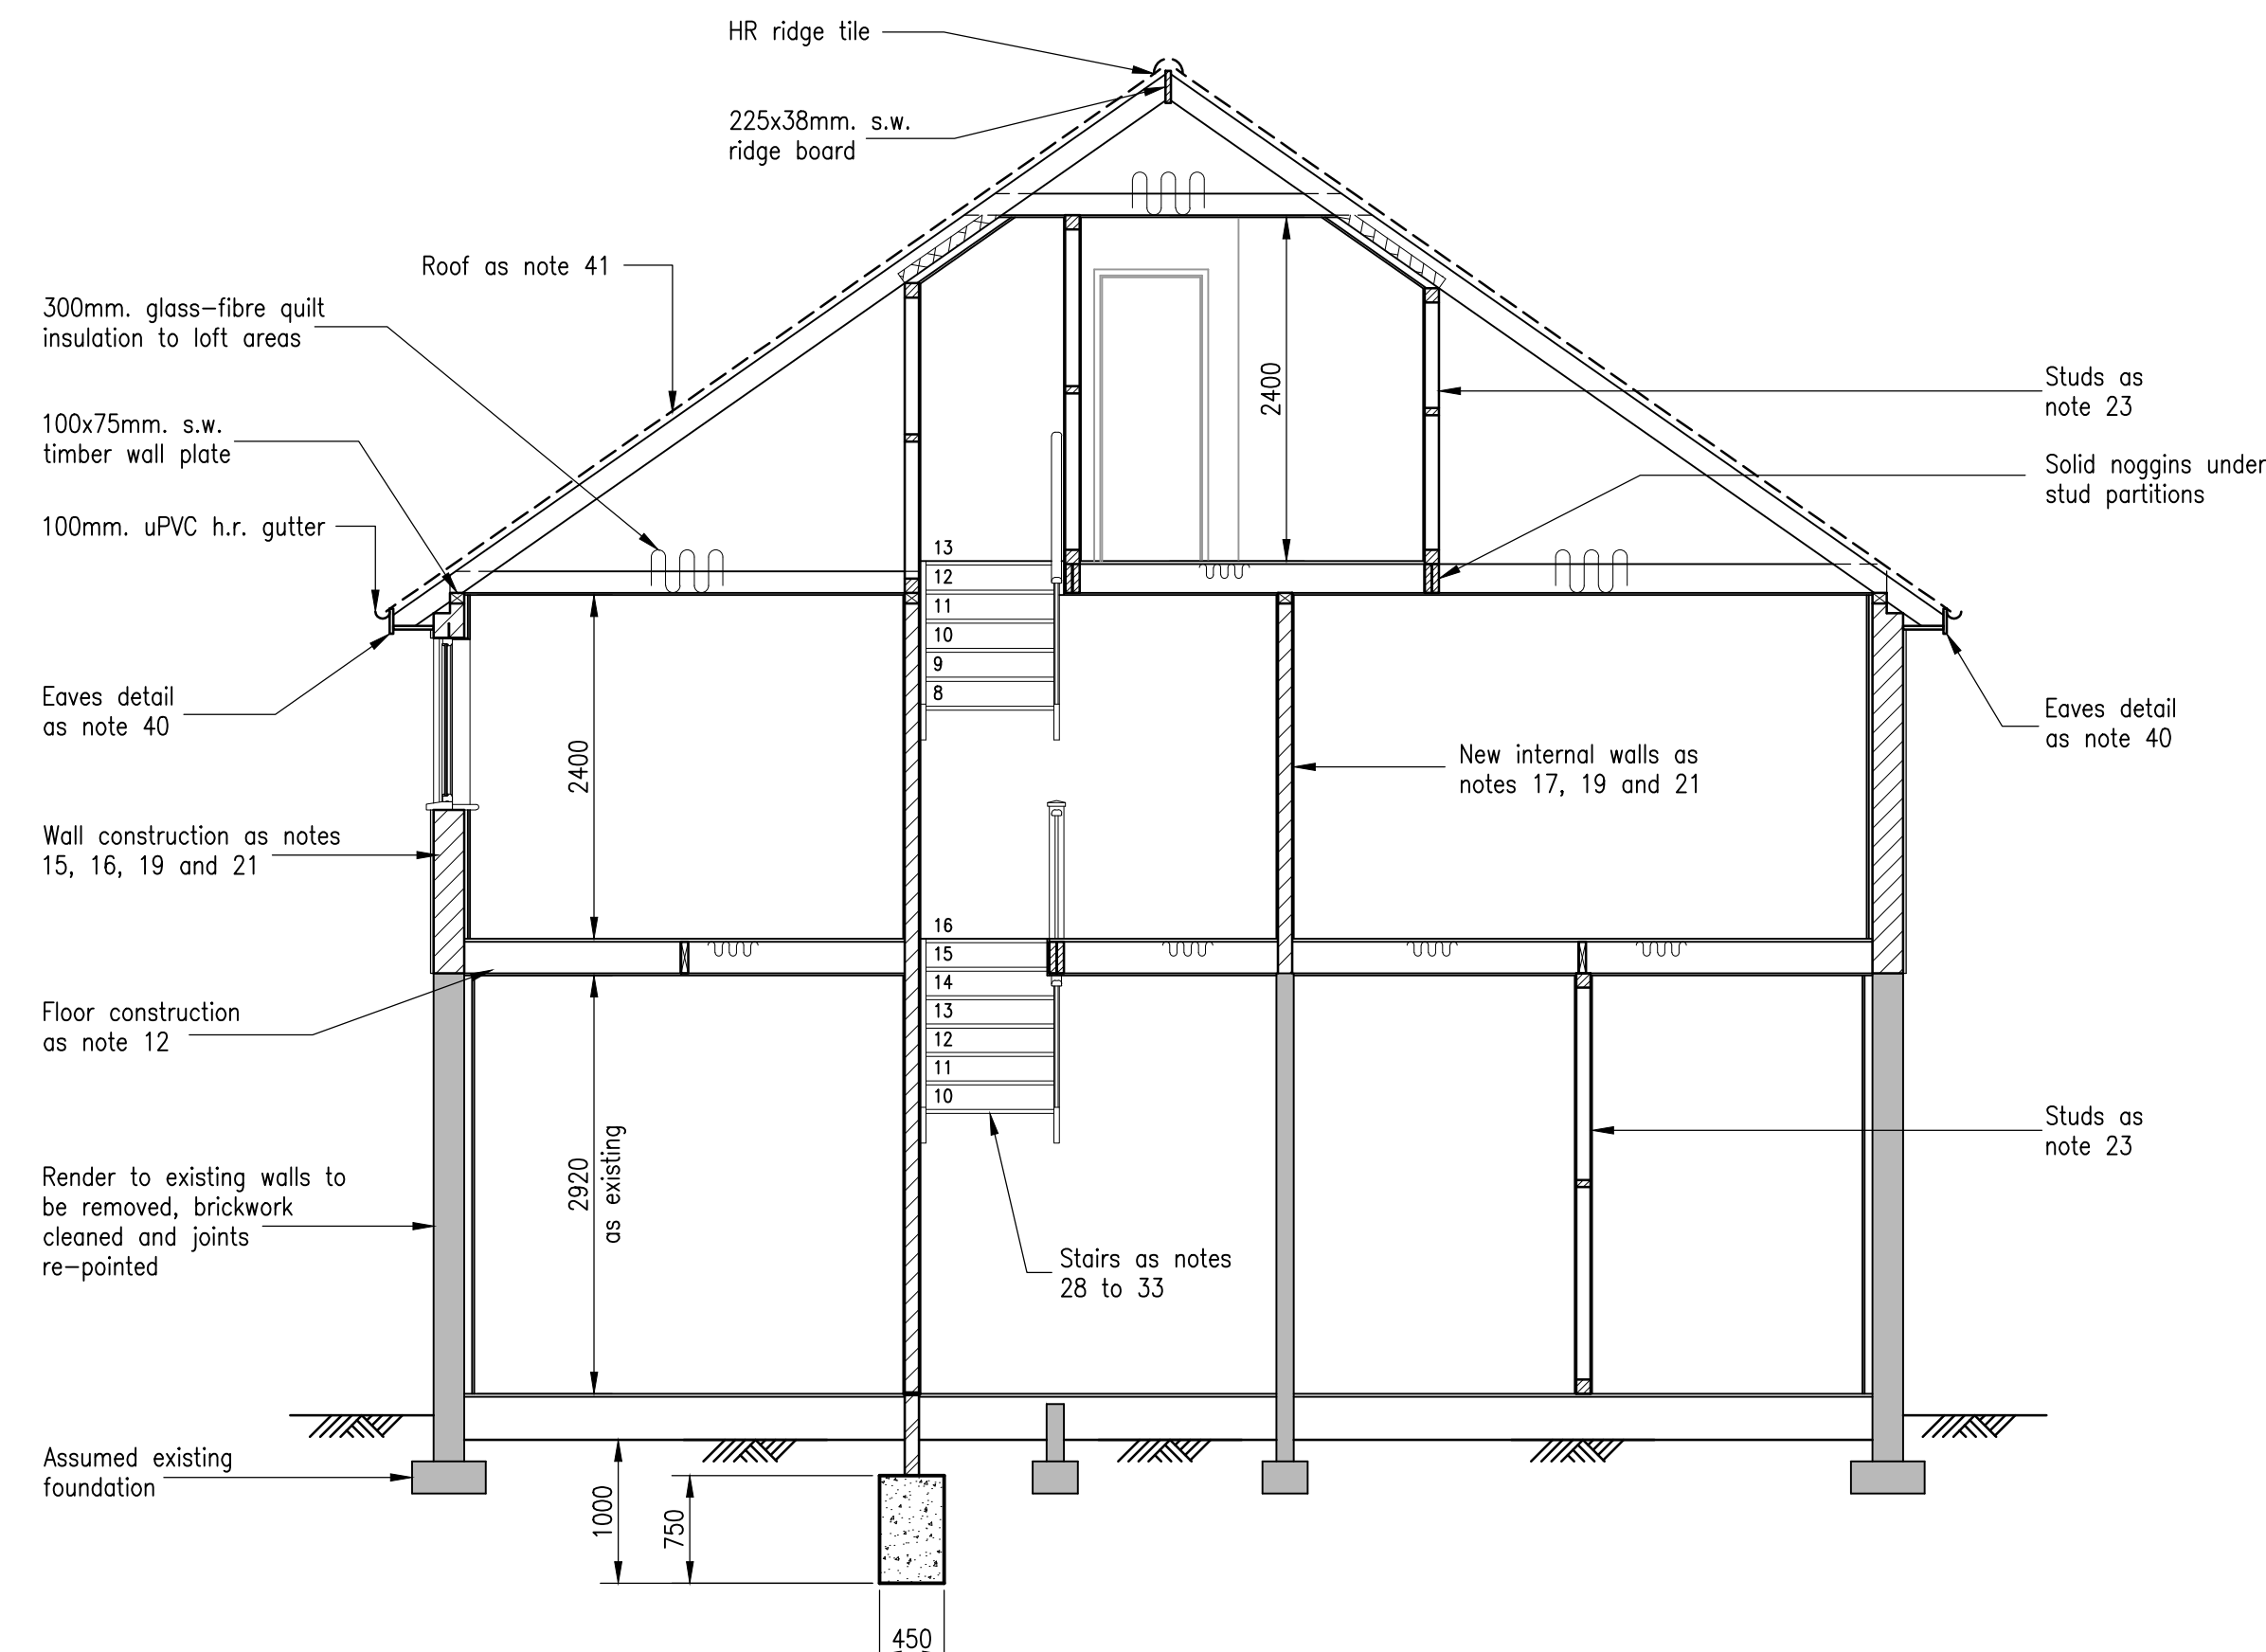 HR ridge tile
225x38mm. s.w.
ridge board
Roof as note 41
300mm. glass-fibre quilt
insulation to loft areas
100x75mm. s.w.
timber wall plate
100mm. uPVC h.r. gutter
Eaves detail
as note 40
Wall construction as notes
15, 16, 19 and 21
Floor construction
as note 12
Render to existing walls to
be removed, brickwork
cleaned and joints
re-pointed
Assumed existing
foundation
2400
13
12
11
10
9
8
2400
16
15
14
13
12
11
10
2920
as existing
New internal walls as
notes 17, 19 and 21
Stairs as notes
28 to 33
1000
750
450
Studs as
note 23
Solid noggins under
stud partitions
Eaves detail
as note 40
Studs as
note 23